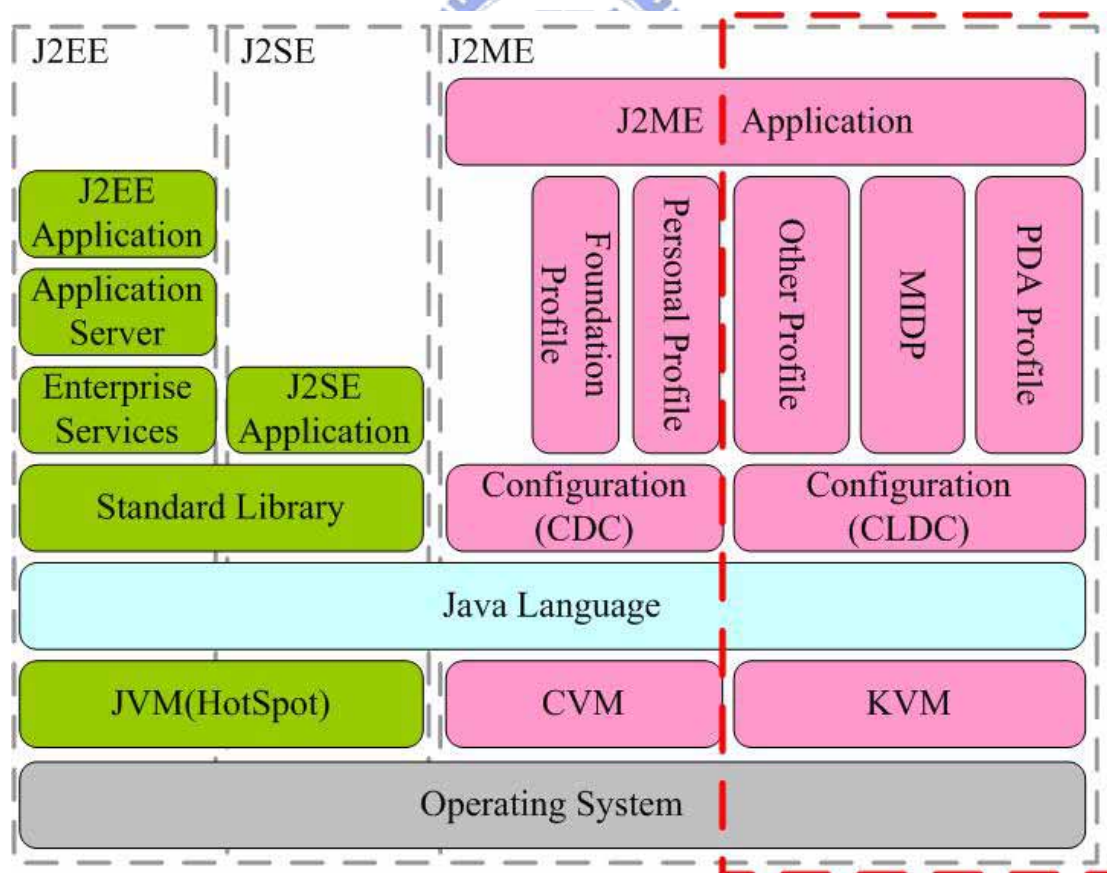 J2EE
J2SE
J2ME
J2ME Application
J2EE
Application
Application
Server
Enterprise
Services
J2SE
Application
Foundation
Profile
Personal Profile
Other Profile
MIDP
PDA Profile
Standard Library
Configuration
(CDC)
Configuration
(CLDC)
Java Language
JVM(HotSpot)
CVM
KVM
Operating System